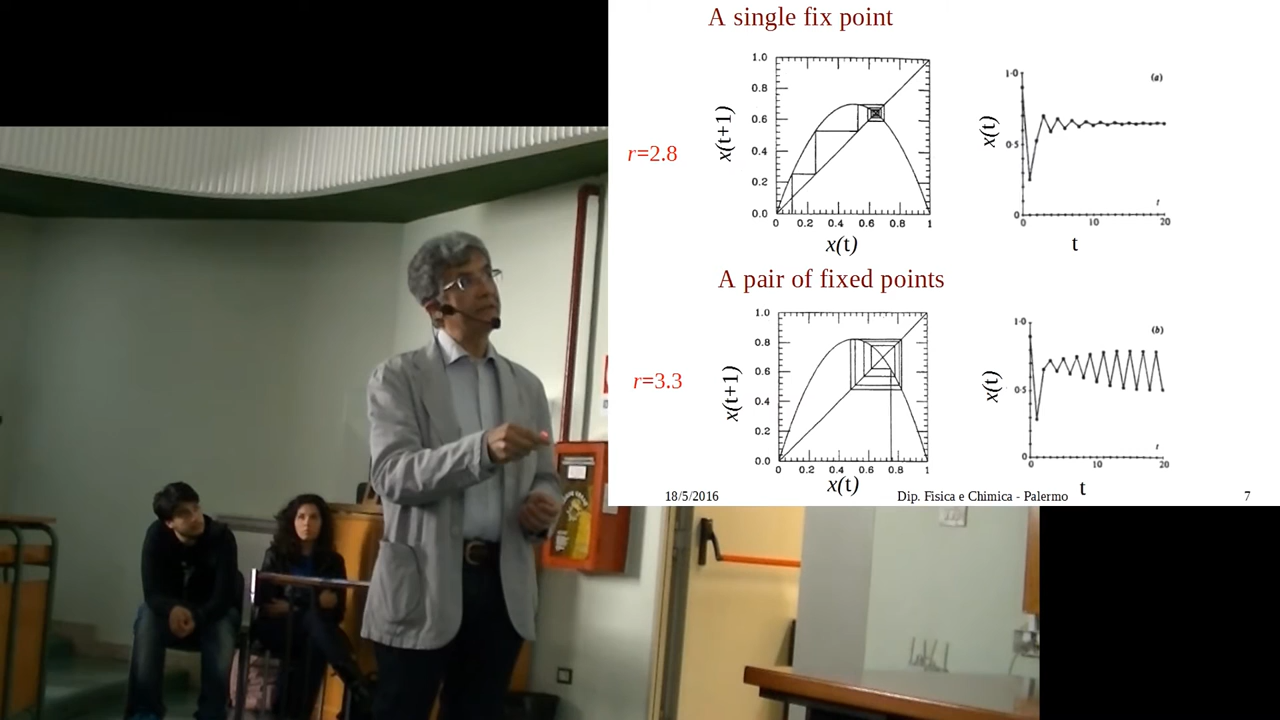 A single fix point
1.0
0.8
0.6
0.4
0.2
0.0
0 0.2 0.4 0.6 0.8 1
x(t+1)
x(t)
r=2.8
1·0
0·5
0
0 10 20
(a)
t
x(t)
t
A pair of fixed points
1.0
0.8
0.6
0.4
0.2
0.0
0 0.2 0.4 0.6 0.8 1
x(t+1)
x(t)
r=3.3
1·0
0·5
0
0 10 20
(b)
t
x(t)
t
18/5/2016
Dip. Fisica e Chimica - Palermo
7